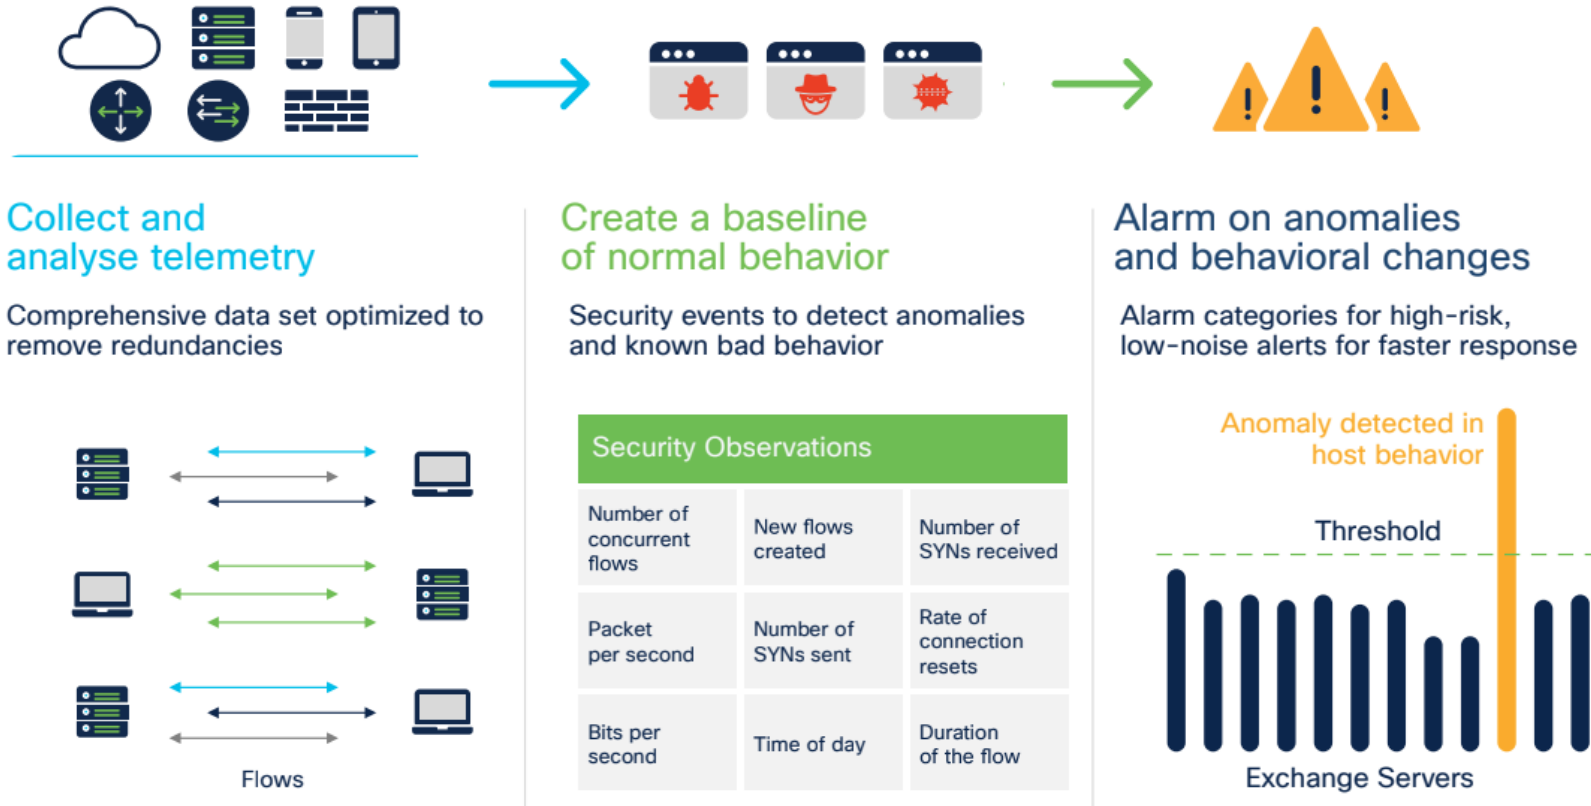 Collect and
analyse telemetry
Comprehensive data set optimized to
remove redundancies
Flows
Create a baseline
of normal behavior
Security events to detect anomalies
and known bad behavior
Security Observations
Number of
concurrent
flows
New flows
created
Number of
SYNs received
Packet
per second
Number of
SYNs sent
Rate of
connection
resets
Bits per
second
Time of day
Duration
of the flow
Alarm on anomalies
and behavioral changes
Alarm categories for high-risk,
low-noise alerts for faster response
Anomaly detected in
host behavior
Threshold
Exchange Servers